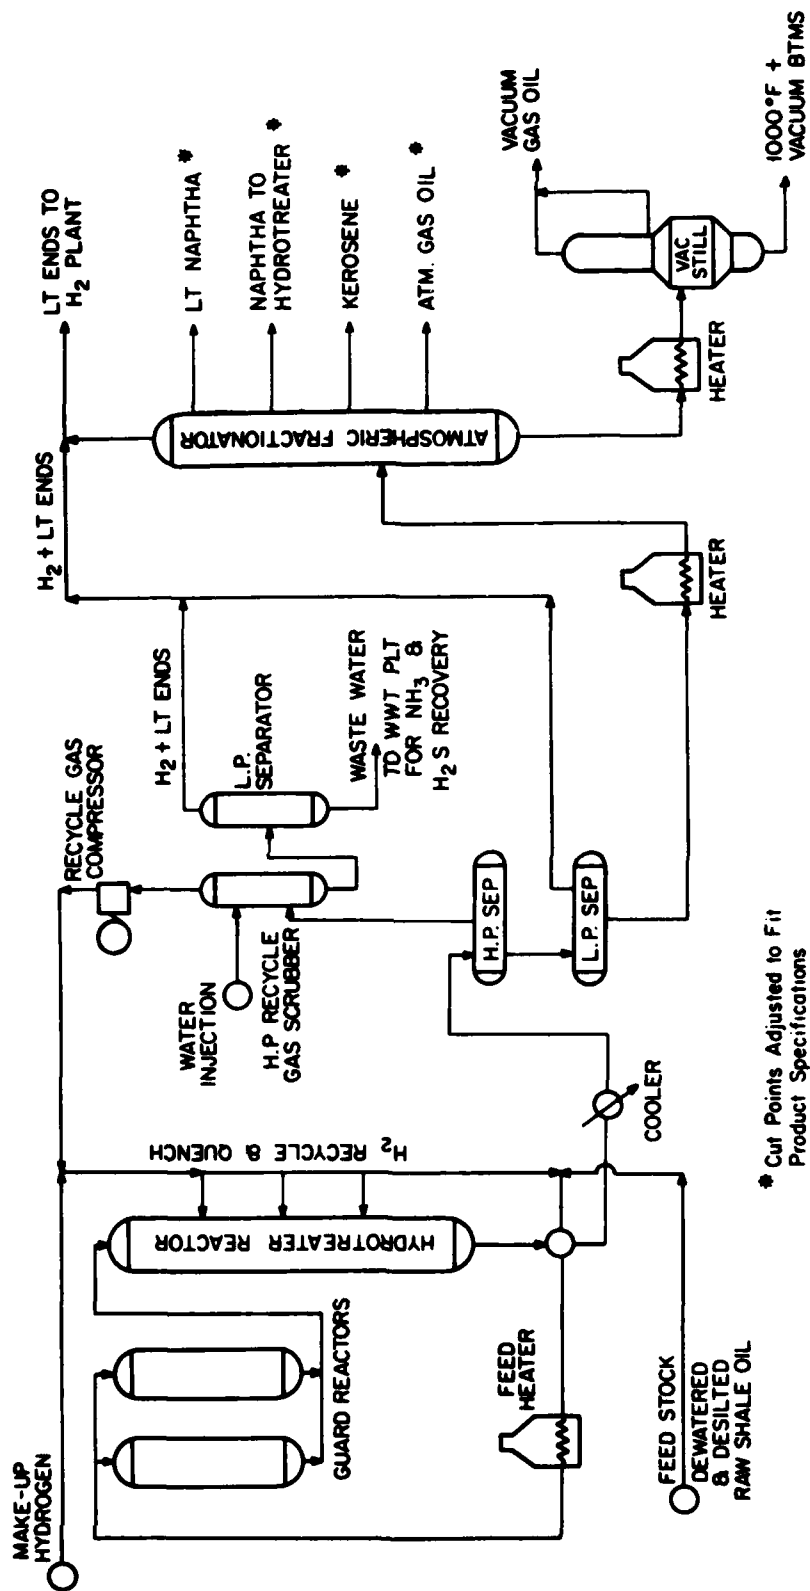 MAKE-UP
HYDROGEN
GUARD REACTORS
HYDROTREATER REACTOR
H2 RECYCLE & QUENCH
FEED
HEATER
FEED STOCK
DEWATERED
& DESILTED
RAW SHALE OIL
COOLER
WATER
INJECTION
H.P RECYCLE
GAS SCRUBBER
RECYCLE GAS
COMPRESSOR
L.P.
SEPARATOR
H2 + LT ENDS
WASTE WATER
TO WWT PLT
FOR NH3 &
H2S RECOVERY
H.P. SEP
L.P. SEP
HEATER
H2 + LT ENDS
LT ENDS TO
H2 PLANT
ATMOSPHERIC FRACTIONATOR
LT NAPHTHA *
NAPHTHA TO
HYDROTREATER *
KEROSENE *
ATM. GAS OIL *
HEATER
VAC
STILL
VACUUM
GAS OIL
1000°F +
VACUUM BTMS
* Cut Points Adjusted to Fit
Product Specifications